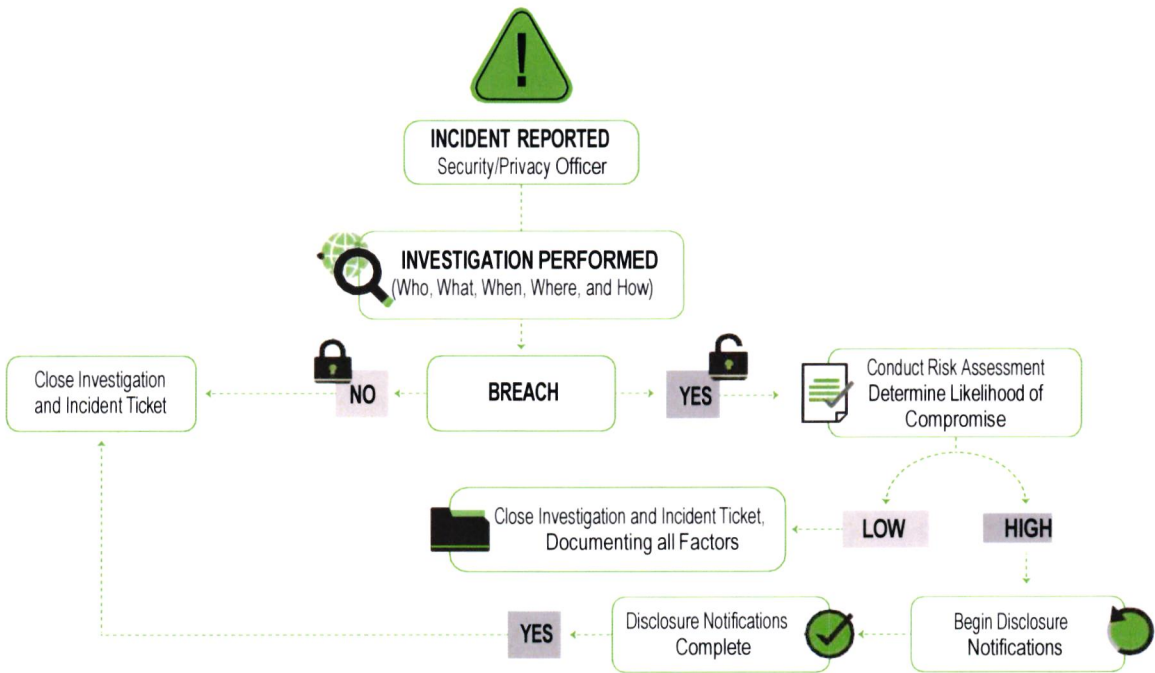 !
INCIDENT REPORTED
Security/Privacy Officer
INVESTIGATION PERFORMED
(Who, What, When, Where, and How)
Close Investigation
and Incident Ticket
NO
BREACH
YES
Conduct Risk Assessment
Determine Likelihood of
Compromise
Close Investigation and Incident Ticket,
Documenting all Factors
LOW
HIGH
YES
Disclosure Notifications
Complete
Begin Disclosure
Notifications